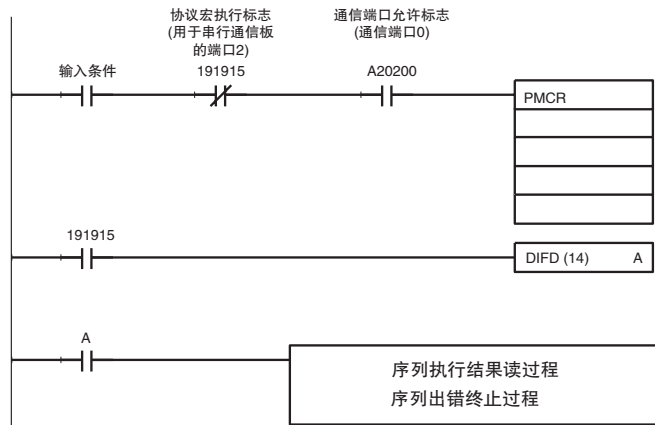 协议宏执行标志
(用于串行通信板
的端口2)
通信端口允许标志
(通信端口0)
输入条件
191915
A20200
PMCR
191915
DIFD (14) A
A
序列执行结果读过程
序列出错终止过程